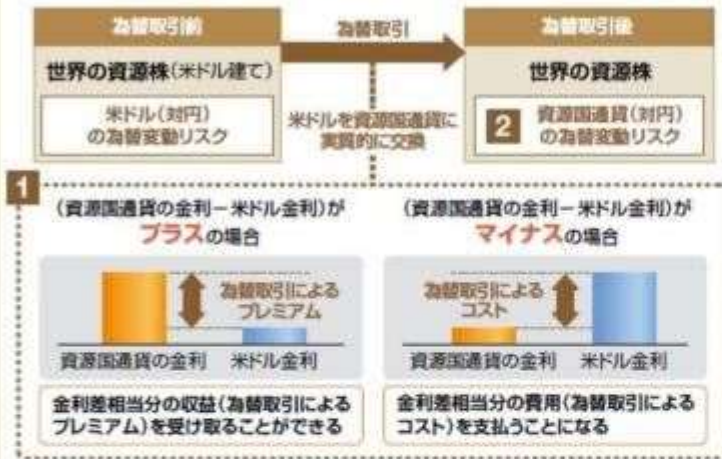 為替取引前
為替取引
為替取引後
世界の資源株(米ドル建て)
世界の資源株
米ドル(対円)
の為替変動リスク
米ドルを資源国通貨に
実質的に交換
2 資源国通貨(対円)
の為替変動リスク
1
(資源国通貨の金利－米ドル金利)が
プラスの場合
為替取引による
プレミアム
資源国通貨の金利 米ドル金利
金利差相当分の収益(為替取引による
プレミアム)を受け取ることができる
(資源国通貨の金利－米ドル金利)が
マイナスの場合
為替取引による
コスト
資源国通貨の金利 米ドル金利
金利差相当分の費用(為替取引による
コスト)を支払うことになる